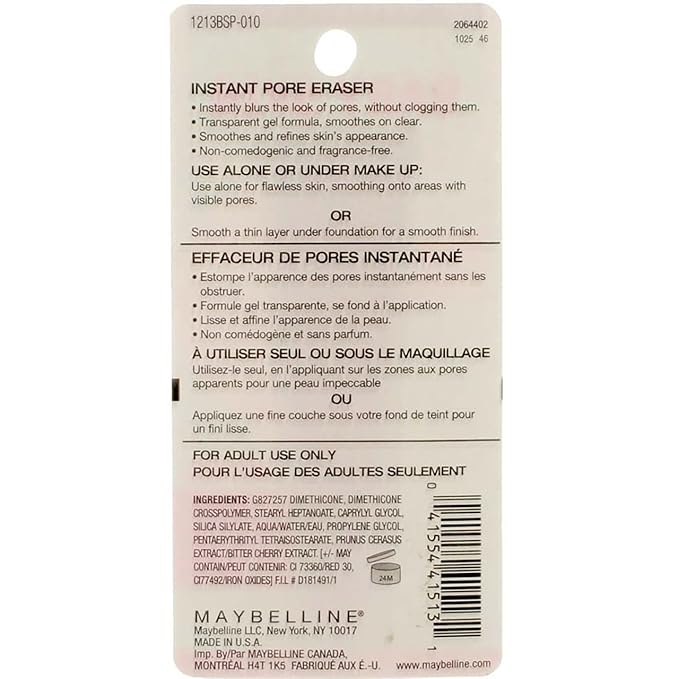 1213BSP-010
2064402
1025 46
INSTANT PORE ERASER
• Instantly blurs the look of pores, without clogging them.
• Transparent gel formula, smoothes on clear.
• Smoothes and refines skin's appearance.
• Non-comedogenic and fragrance-free.
USE ALONE OR UNDER MAKE UP:
Use alone for flawless skin, smoothing onto areas with
visible pores.
OR
Smooth a thin layer under foundation for a smooth finish.
EFFACEUR DE PORES INSTANTANÉ
• Estompe l'apparence des pores instantanément sans les
obstruer.
• Formule gel transparente, se fond à l'application.
• Lisse et affine l'apparence de la peau.
• Non comédogène et sans parfum.
À UTILISER SEUL OU SOUS LE MAQUILLAGE
Utilisez-le seul, en l'appliquant sur les zones aux pores
apparents pour une peau impeccable
OU
Appliquez une fine couche sous votre fond de teint pour
un fini lisse.
FOR ADULT USE ONLY
POUR L'USAGE DES ADULTES SEULEMENT
INGREDIENTS: G827257 DIMETHICONE, DIMETHICONE
CROSSPOLYMER, STEARYL HEPTANOATE, CAPRYLYL GLYCOL,
SILICA SILYLATE, AQUA/WATER/EAU, PROPYLENE GLYCOL,
PENTAERYTHRITYL TETRAISOSTEARATE, PRUNUS CERASUS
EXTRACT/BITTER CHERRY EXTRACT. [+/- MAY
CONTAIN/PEUT CONTENIR: CI 73360/RED 30,
CI77492/IRON OXIDES] F.I.L # D181491/1
24M
0 41554 41513 1
MAYBELLINE®
Maybelline LLC, New York, NY 10017
MADE IN U.S.A.
Imp. By/Par MAYBELLINE CANADA,
MONTRÉAL H4T 1K5 FABRIQUÉ AUX É.-U.
www.maybelline.com